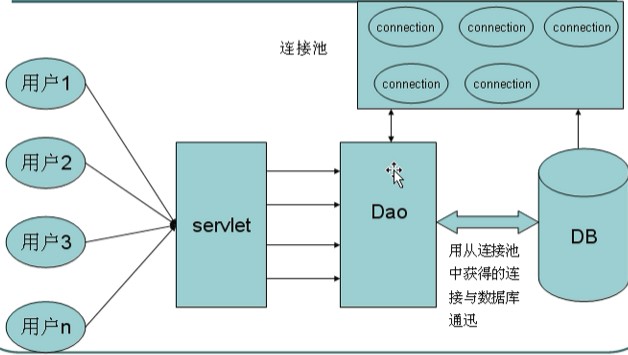 连接池
connection
connection
connection
connection
connection
用户1
用户2
用户3
用户n
servlet
Dao
DB
用从连接池
中获得的连
接与数据库
通迅